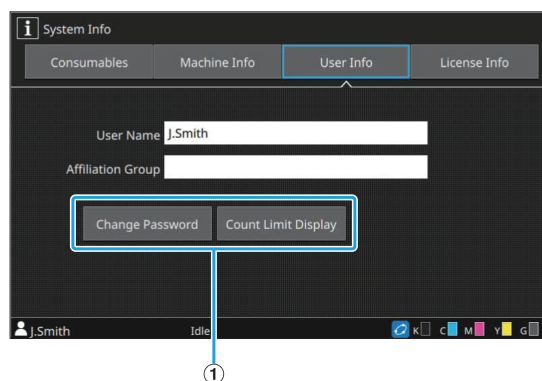 i System Info
Consumables Machine Info User Info License Info
User Name J.Smith
Affiliation Group
Change Password Count Limit Display
J.Smith Idle K C M Y G
1